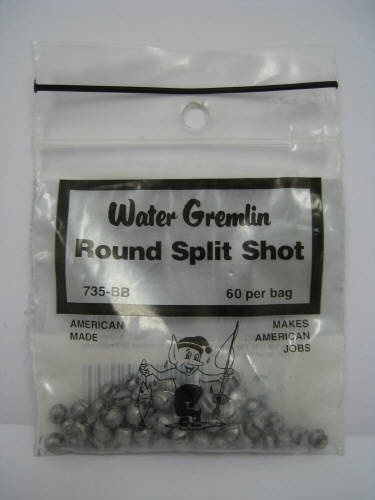 Water Gremlin
Round Split Shot
735-BB 60 per bag
AMERICAN MADE
MAKES AMERICAN JOBS